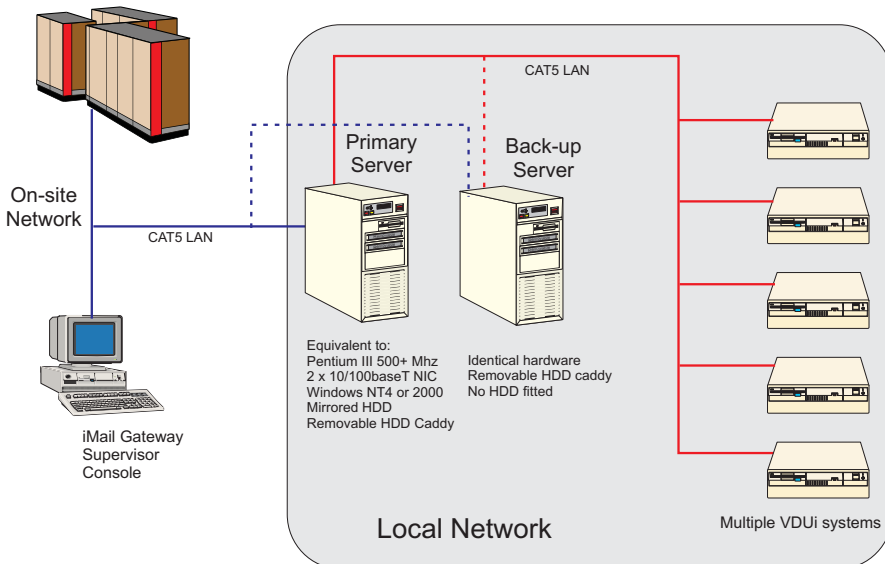 CAT5 LAN
Primary
Server
Back-up
Server
On-site
Network
CAT5 LAN
Equivalent to:
Pentium III 500+ Mhz
2 x 10/100baseT NIC
Windows NT4 or 2000
Mirrored HDD
Removable HDD Caddy
Identical hardware
Removable HDD caddy
No HDD fitted
iMail Gateway
Supervisor
Console
Local Network
Multiple VDUi systems